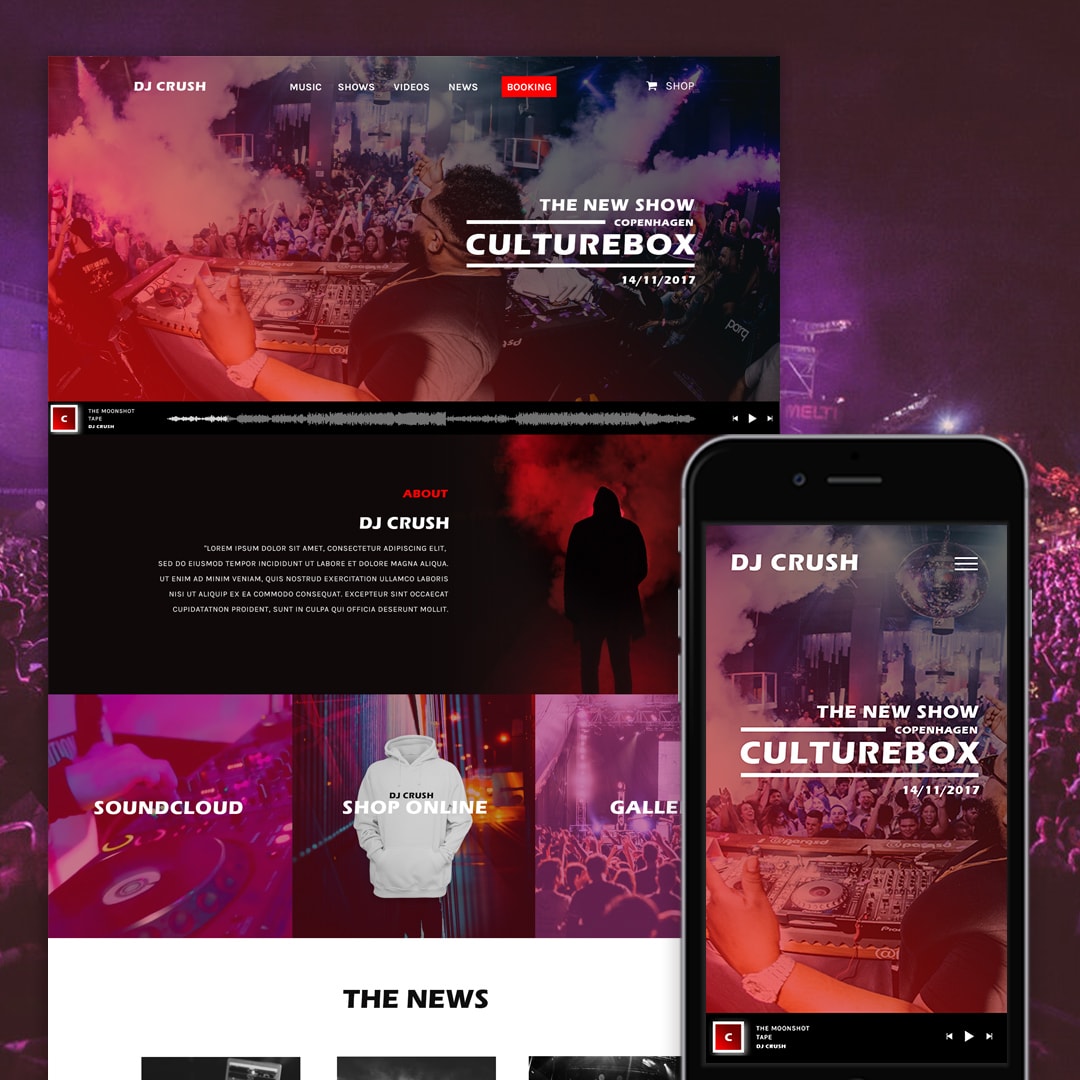 DJ CRUSH
MUSIC SHOWS VIDEOS NEWS BOOKING
SHOP
THE NEW SHOW
COPENHAGEN
CULTUREBOX
14/11/2017
C
THE MOONSHOT
TAPE
DJ CRUSH
ABOUT
DJ CRUSH
"LOREM IPSUM DOLOR SIT AMET, CONSECTETUR ADIPISCING ELIT,
SED DO EIUSMOD TEMPOR INCIDIDUNT UT LABORE ET DOLORE MAGNA ALIQUA.
UT ENIM AD MINIM VENIAM, QUIS NOSTRUD EXERCITATION ULLAMCO LABORIS
NISI UT ALIQUIP EX EA COMMODO CONSEQUAT. EXCEPTEUR SINT OCCAECAT
CUPIDATATNON PROIDENT, SUNT IN CULPA QUI OFFICIA DESERUNT MOLLIT.
SOUNDCLOUD
DJ CRUSH
SHOP ONLINE
GALLE
THE NEWS
MELT!
DJ CRUSH
THE NEW SHOW
COPENHAGEN
CULTUREBOX
14/11/2017
C
THE MOONSHOT
TAPE
DJ CRUSH